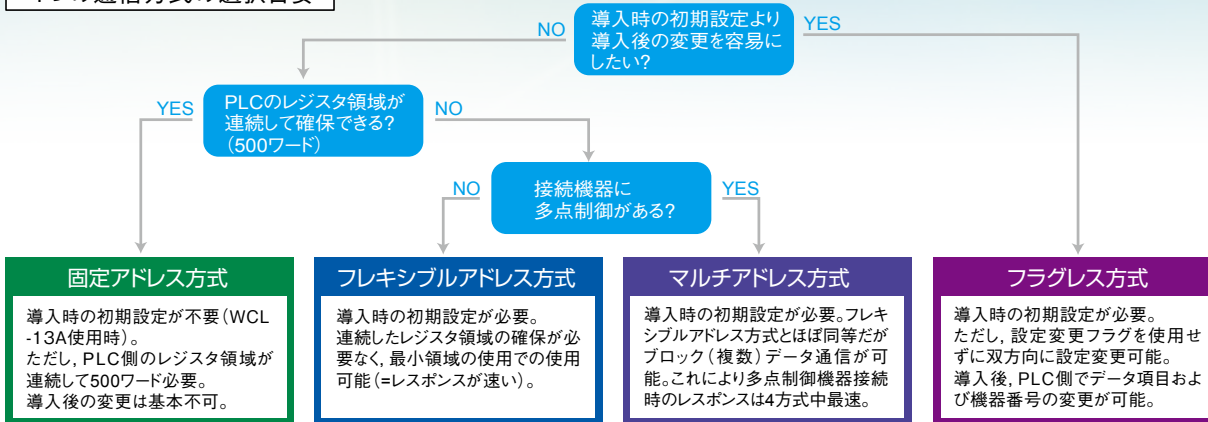 導入時の初期設定より
導入後の変更を容易に
したい?
NO
YES
PLCのレジスタ領域が
連続して確保できる?
(500ワード)
YES
NO
接続機器に
多点制御がある?
NO
YES
固定アドレス方式
導入時の初期設定が不要(WCL
-13A使用時)。
ただし, PLC側のレジスタ領域が
連続して500ワード必要。
導入後の変更は基本不可。
フレキシブルアドレス方式
導入時の初期設定が必要。
連続したレジスタ領域の確保が必
要なく, 最小領域の使用での使用
可能(=レスポンスが速い)。
マルチアドレス方式
導入時の初期設定が必要。フレキ
シブルアドレス方式とほぼ同等だが
ブロック(複数)データ通信が可
能。これにより多点制御機器接続
時のレスポンスは4方式中最速。
フラグレス方式
導入時の初期設定が必要。
ただし, 設定変更フラグを使用せ
ずに双方向に設定変更可能。
導入後, PLC側でデータ項目およ
び機器番号の変更が可能。